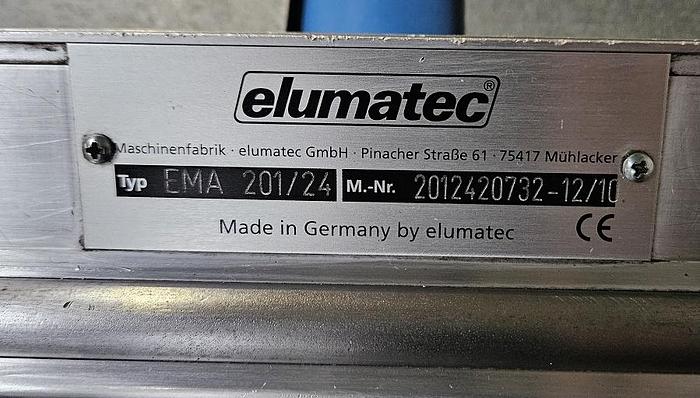 elumatec®
Maschinenfabrik · elumatec GmbH · Pinacher Straße 61 · 75417 Mühlacker
Typ EMA 201/24 M.-Nr. 2012420732-12/10
Made in Germany by elumatec CE